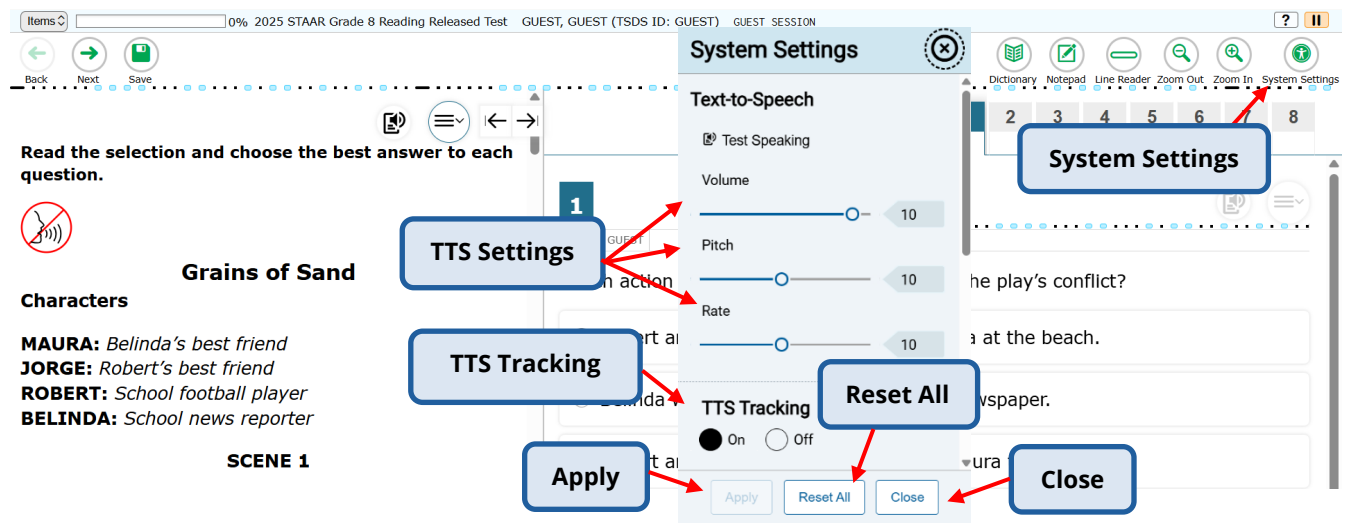 Items 0% 2025 STAAR Grade 8 Reading Released Test GUEST, GUEST (TSDS ID: GUEST) GUEST SESSION ?
Back Next Save
Dictionary Notepad Line Reader Zoom Out Zoom In System Settings
System Settings
Text-to-Speech
Test Speaking
Volume
10
Pitch
10
Rate
10
TTS Tracking
On Off
Apply Reset All Close
Read the selection and choose the best answer to each
question.
Grains of Sand
Characters
MAURA: Belinda's best friend
JORGE: Robert's best friend
ROBERT: School football player
BELINDA: School news reporter
SCENE 1
2 3 4 5 6 7 8
1
GUEST
action he play's conflict?
at the beach.
System Settings
TTS Settings
TTS Tracking
Reset All
Apply
Close